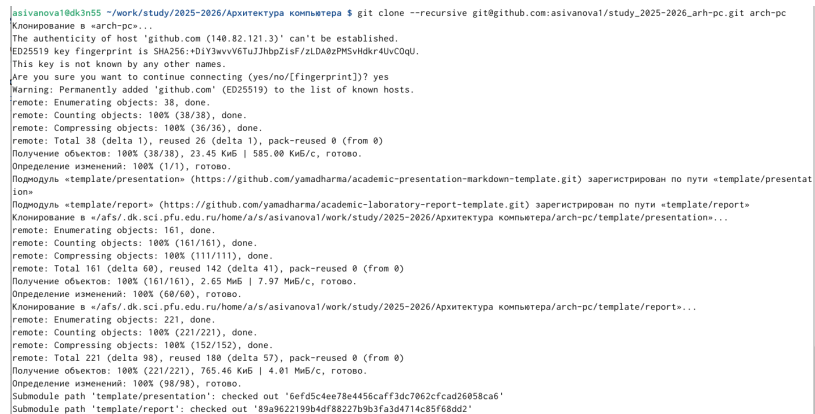 asivanova1@dk3n55 ~/work/study/2025-2026/Архитектура компьютера $ git clone --recursive git@github.com:asivanova1/study_2025-2026_arh-pc.git arch-pc
Клонирование в «arch-pc»...
The authenticity of host 'github.com (140.82.121.3)' can't be established.
ED25519 key fingerprint is SHA256:+DiY3wvvV6TuJJhbpZisF/zLDA0zPMSvHdkr4UvCOqU.
This key is not known by any other names.
Are you sure you want to continue connecting (yes/no/[fingerprint])? yes
Warning: Permanently added 'github.com' (ED25519) to the list of known hosts.
remote: Enumerating objects: 38, done.
remote: Counting objects: 100% (38/38), done.
remote: Compressing objects: 100% (36/36), done.
remote: Total 38 (delta 1), reused 26 (delta 1), pack-reused 0 (from 0)
Получение объектов: 100% (38/38), 23.45 КиБ | 585.00 КиБ/с, готово.
Определение изменений: 100% (1/1), готово.
Подмодуль «template/presentation» (https://github.com/yamadharma/academic-presentation-markdown-template.git) зарегистрирован по пути «template/presentat
ion»
Подмодуль «template/report» (https://github.com/yamadharma/academic-laboratory-report-template.git) зарегистрирован по пути «template/report»
Клонирование в «/afs/.dk.sci.pfu.edu.ru/home/a/s/asivanova1/work/study/2025-2026/Архитектура компьютера/arch-pc/template/presentation»...
remote: Enumerating objects: 161, done.
remote: Counting objects: 100% (161/161), done.
remote: Compressing objects: 100% (111/111), done.
remote: Total 161 (delta 60), reused 142 (delta 41), pack-reused 0 (from 0)
Получение объектов: 100% (161/161), 2.65 МиБ | 7.97 МиБ/с, готово.
Определение изменений: 100% (60/60), готово.
Клонирование в «/afs/.dk.sci.pfu.edu.ru/home/a/s/asivanova1/work/study/2025-2026/Архитектура компьютера/arch-pc/template/report»...
remote: Enumerating objects: 221, done.
remote: Counting objects: 100% (221/221), done.
remote: Compressing objects: 100% (152/152), done.
remote: Total 221 (delta 98), reused 180 (delta 57), pack-reused 0 (from 0)
Получение объектов: 100% (221/221), 765.46 КиБ | 4.01 МиБ/с, готово.
Определение изменений: 100% (98/98), готово.
Submodule path 'template/presentation': checked out '6efd5c4ee78e4456caff3dc7062cfcad26058ca6'
Submodule path 'template/report': checked out '89a9622199b4df88227b9b3fa3d4714c85f68dd2'